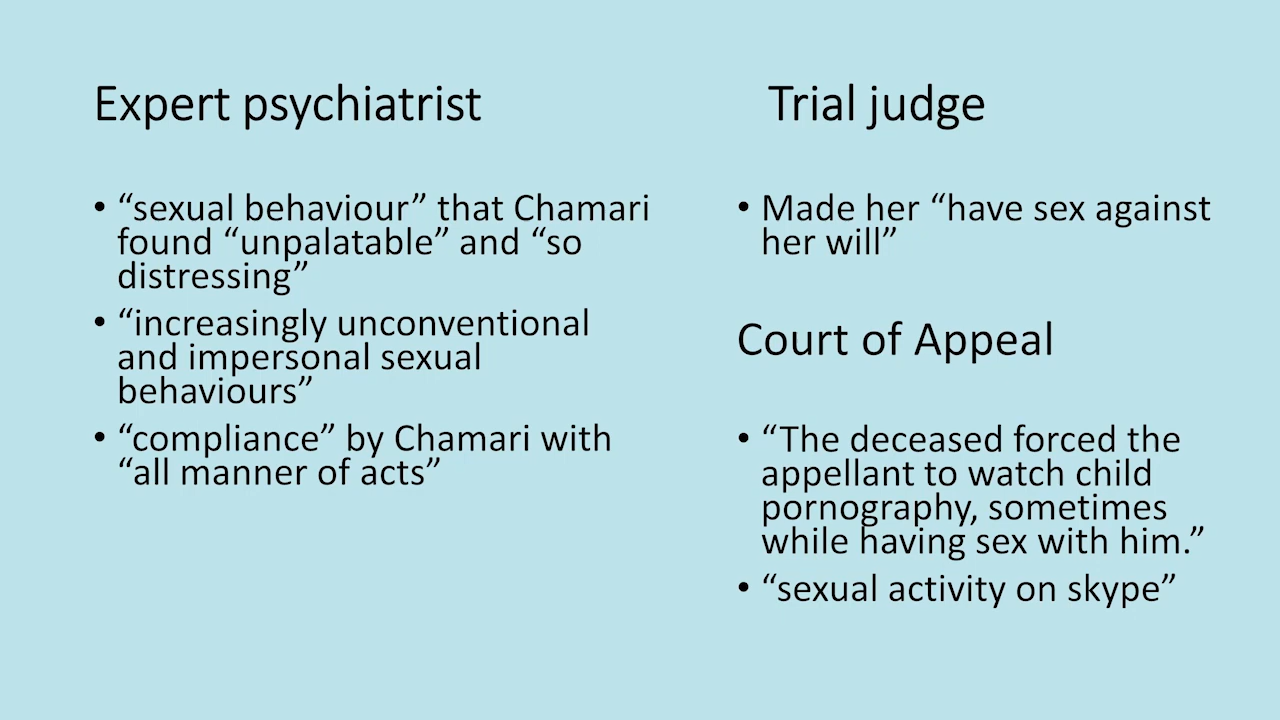 Expert psychiatrist
• “sexual behaviour” that Chamari
found “unpalatable” and “so
distressing”
• “increasingly unconventional
and impersonal sexual
behaviours”
• “compliance” by Chamari with
“all manner of acts”
Trial judge
• Made her “have sex against
her will”
Court of Appeal
• “The deceased forced the
appellant to watch child
pornography, sometimes
while having sex with him.”
• “sexual activity on skype”